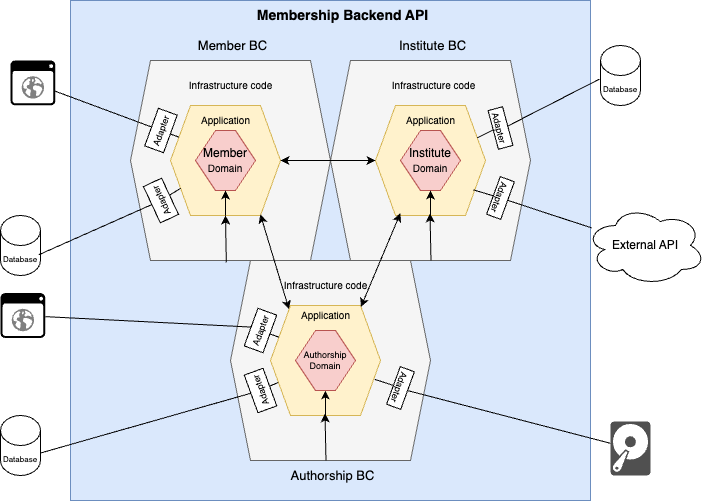 Membership Backend API
Member BC
Institute BC
Infrastructure code
Infrastructure code
Application
Application
Adapter
Adapter
Member
Domain
Institute
Domain
Adapter
Adapter
Database
Database
External API
Infrastructure code
Application
Adapter
Authorship
Domain
Adapter
Adapter
Database
Authorship BC